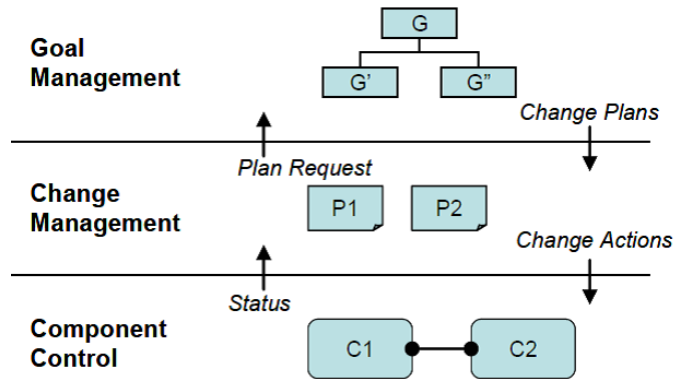 Goal
Management
G
G’
G”
Change Plans
Plan Request
Change
Management
P1
P2
Change Actions
Status
Component
Control
C1
C2